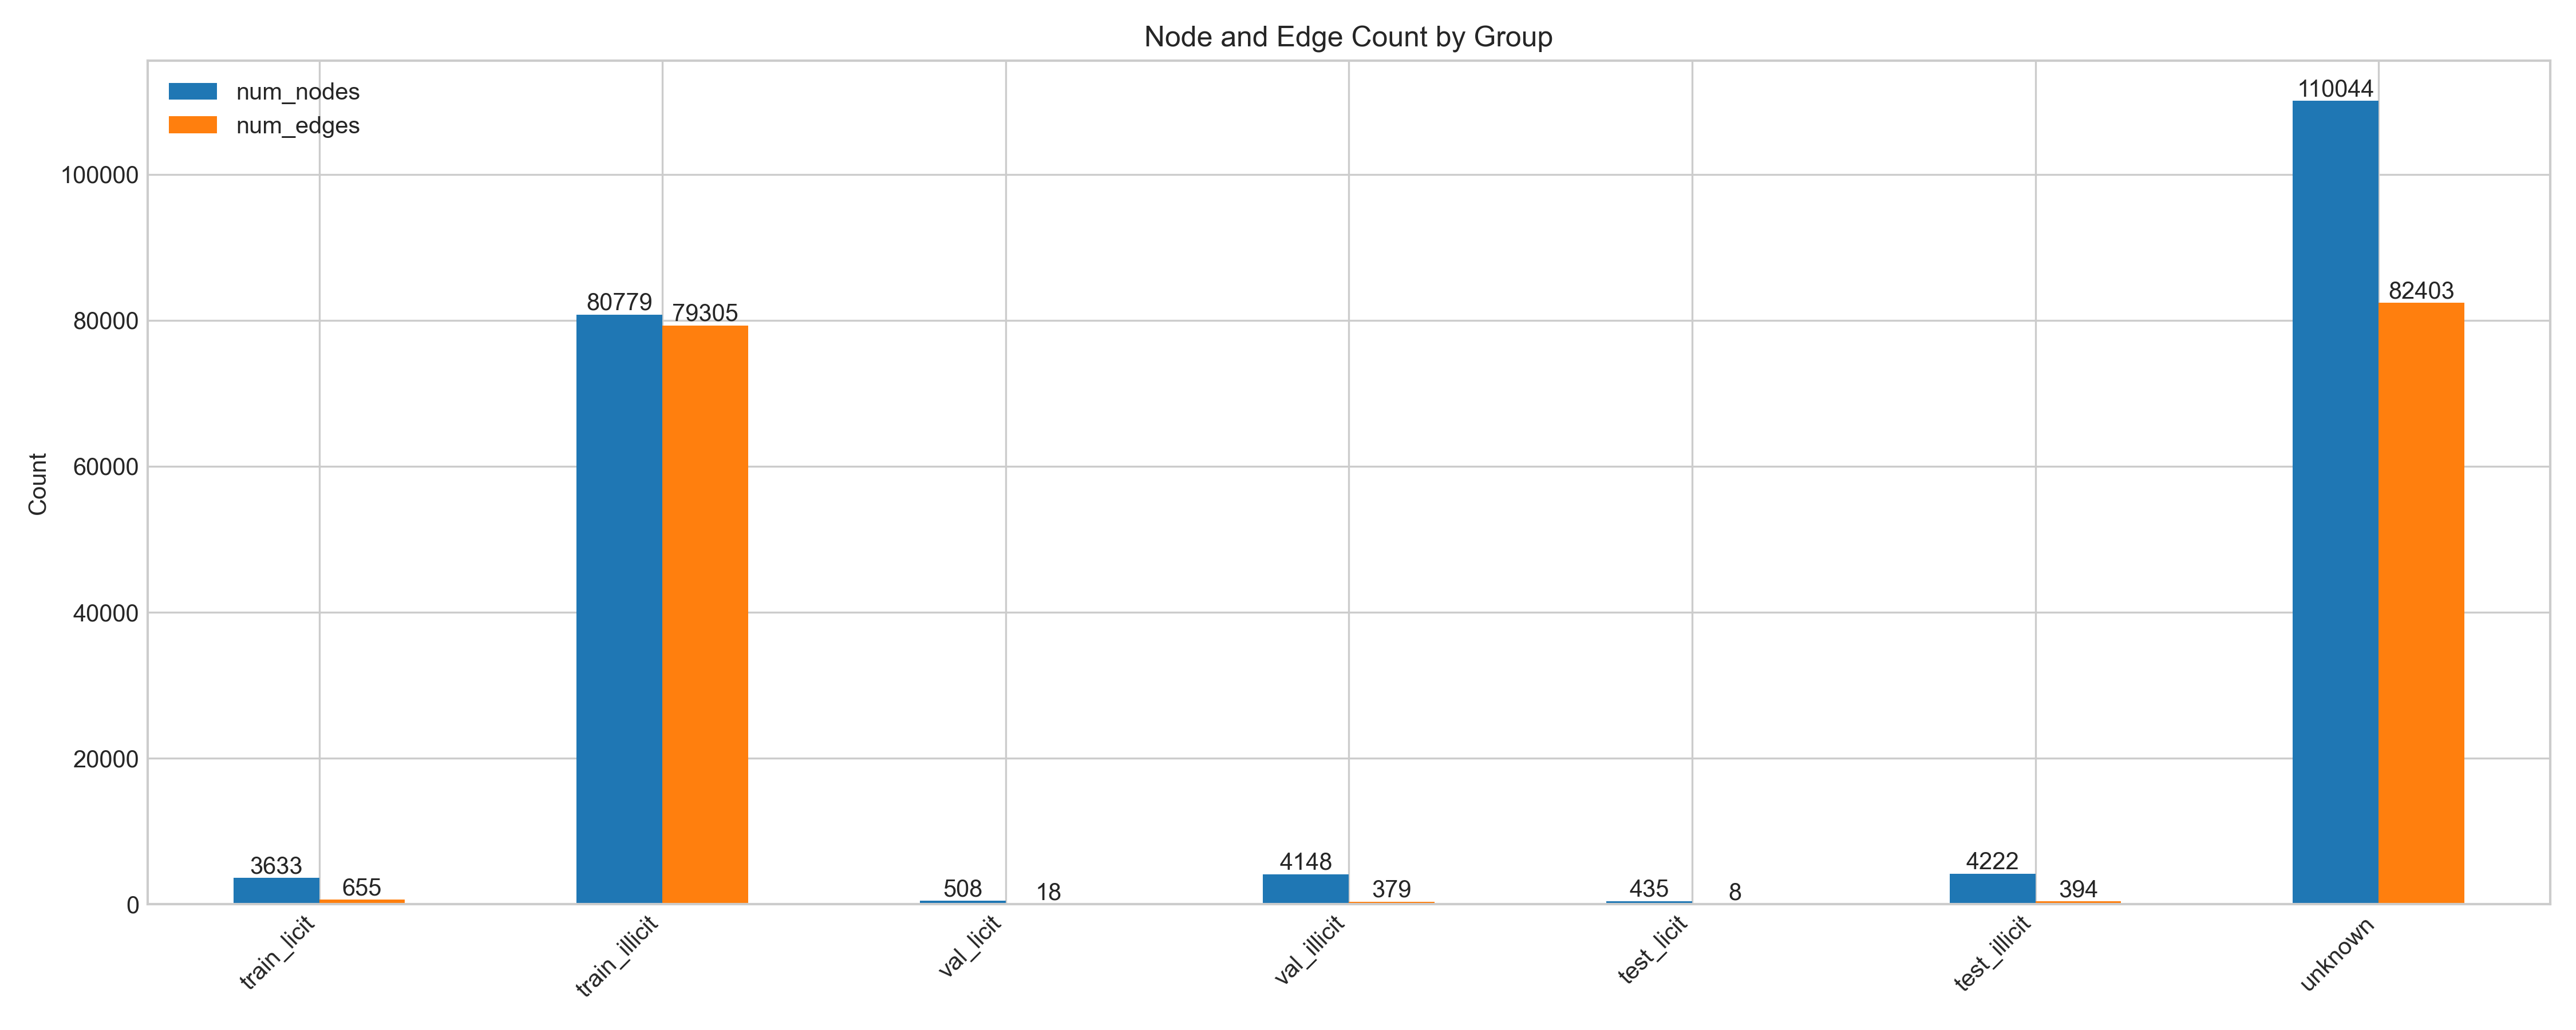 Node and Edge Count by Group
num_nodes
num_edges
Count
100000
80000
60000
40000
20000
0
3633
655
80779
79305
508
18
4148
379
435
8
4222
394
110044
82403
train_licit
train_illicit
val_licit
val_illicit
test_licit
test_illicit
unknown